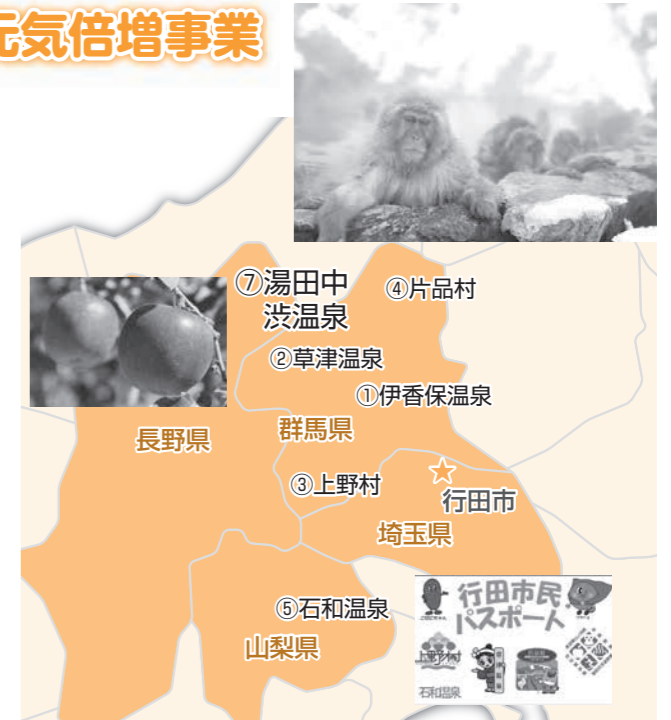 元気倍増事業
⑦湯田中
渋温泉
④片品村
②草津温泉
①伊香保温泉
長野県
群馬県
③上野村
行田市
埼玉県
⑤石和温泉
山梨県
行田市民
パスポート
上野村
石和温泉